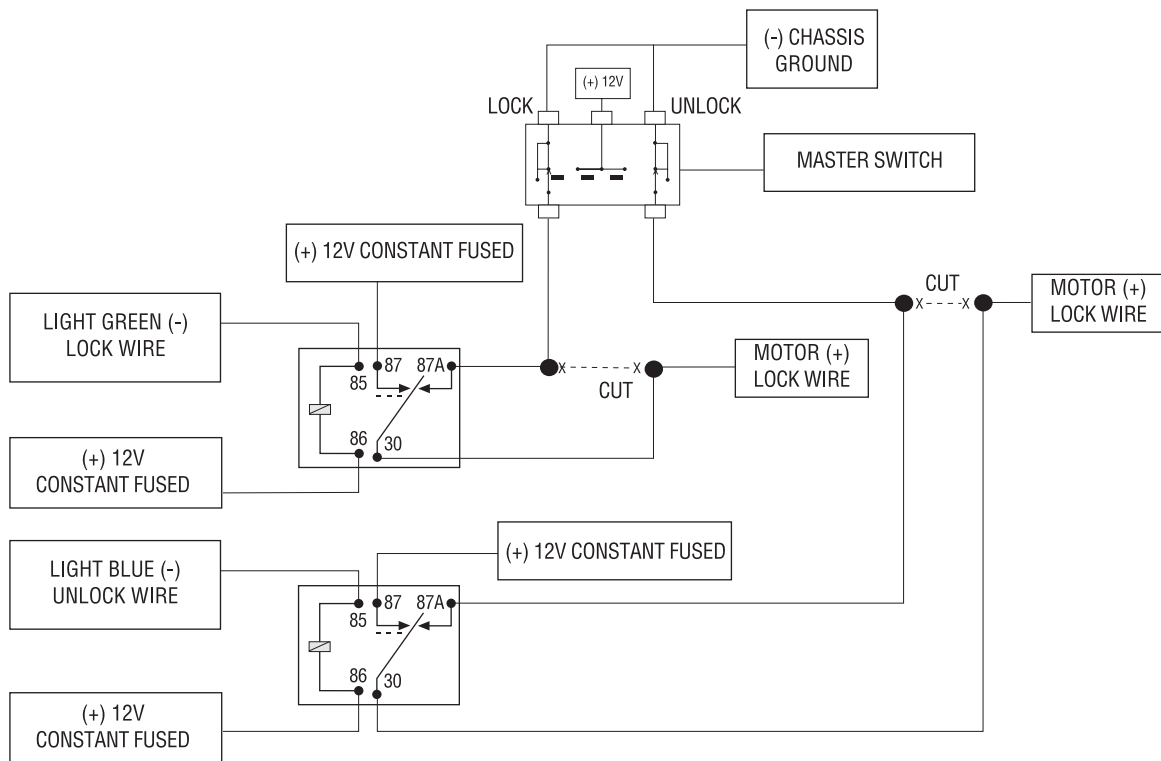 (-) CHASSIS
GROUND
(+) 12V
LOCK
UNLOCK
MASTER SWITCH
(+) 12V CONSTANT FUSED
CUT
MOTOR (+)
LOCK WIRE
LIGHT GREEN (-)
LOCK WIRE
87
87A
85
X
X
X
X
MOTOR (+)
LOCK WIRE
CUT
86
30
(+) 12V
CONSTANT FUSED
(+) 12V CONSTANT FUSED
LIGHT BLUE (-)
UNLOCK WIRE
87
87A
85
86
30
(+) 12V
CONSTANT FUSED